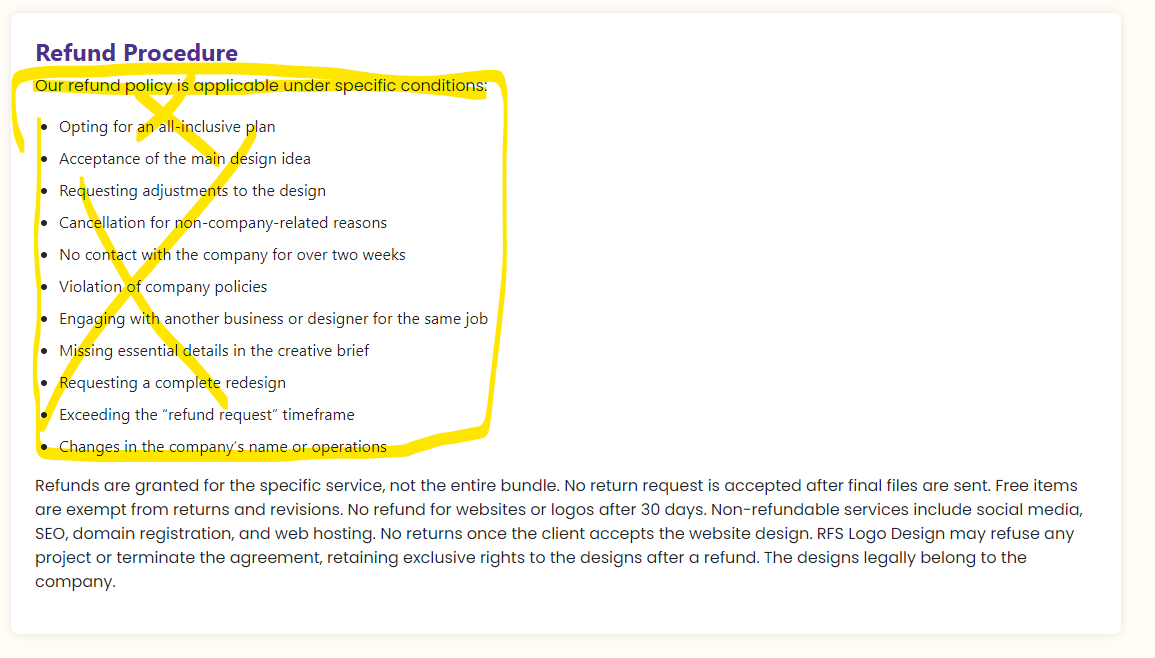 Refund Procedure
Our refund policy is applicable under specific conditions:
Opting for an all-inclusive plan
Acceptance of the main design idea
Requesting adjustments to the design
Cancellation for non-company-related reasons
No contact with the company for over two weeks
Violation of company policies
Engaging with another business or designer for the same job
Missing essential details in the creative brief
Requesting a complete redesign
Exceeding the “refund request” timeframe
Changes in the company’s name or operations
Refunds are granted for the specific service, not the entire bundle. No return request is accepted after final files are sent. Free items
are exempt from returns and revisions. No refund for websites or logos after 30 days. Non-refundable services include social media,
SEO, domain registration, and web hosting. No returns once the client accepts the website design. RFS Logo Design may refuse any
project or terminate the agreement, retaining exclusive rights to the designs after a refund. The designs legally belong to the
company.